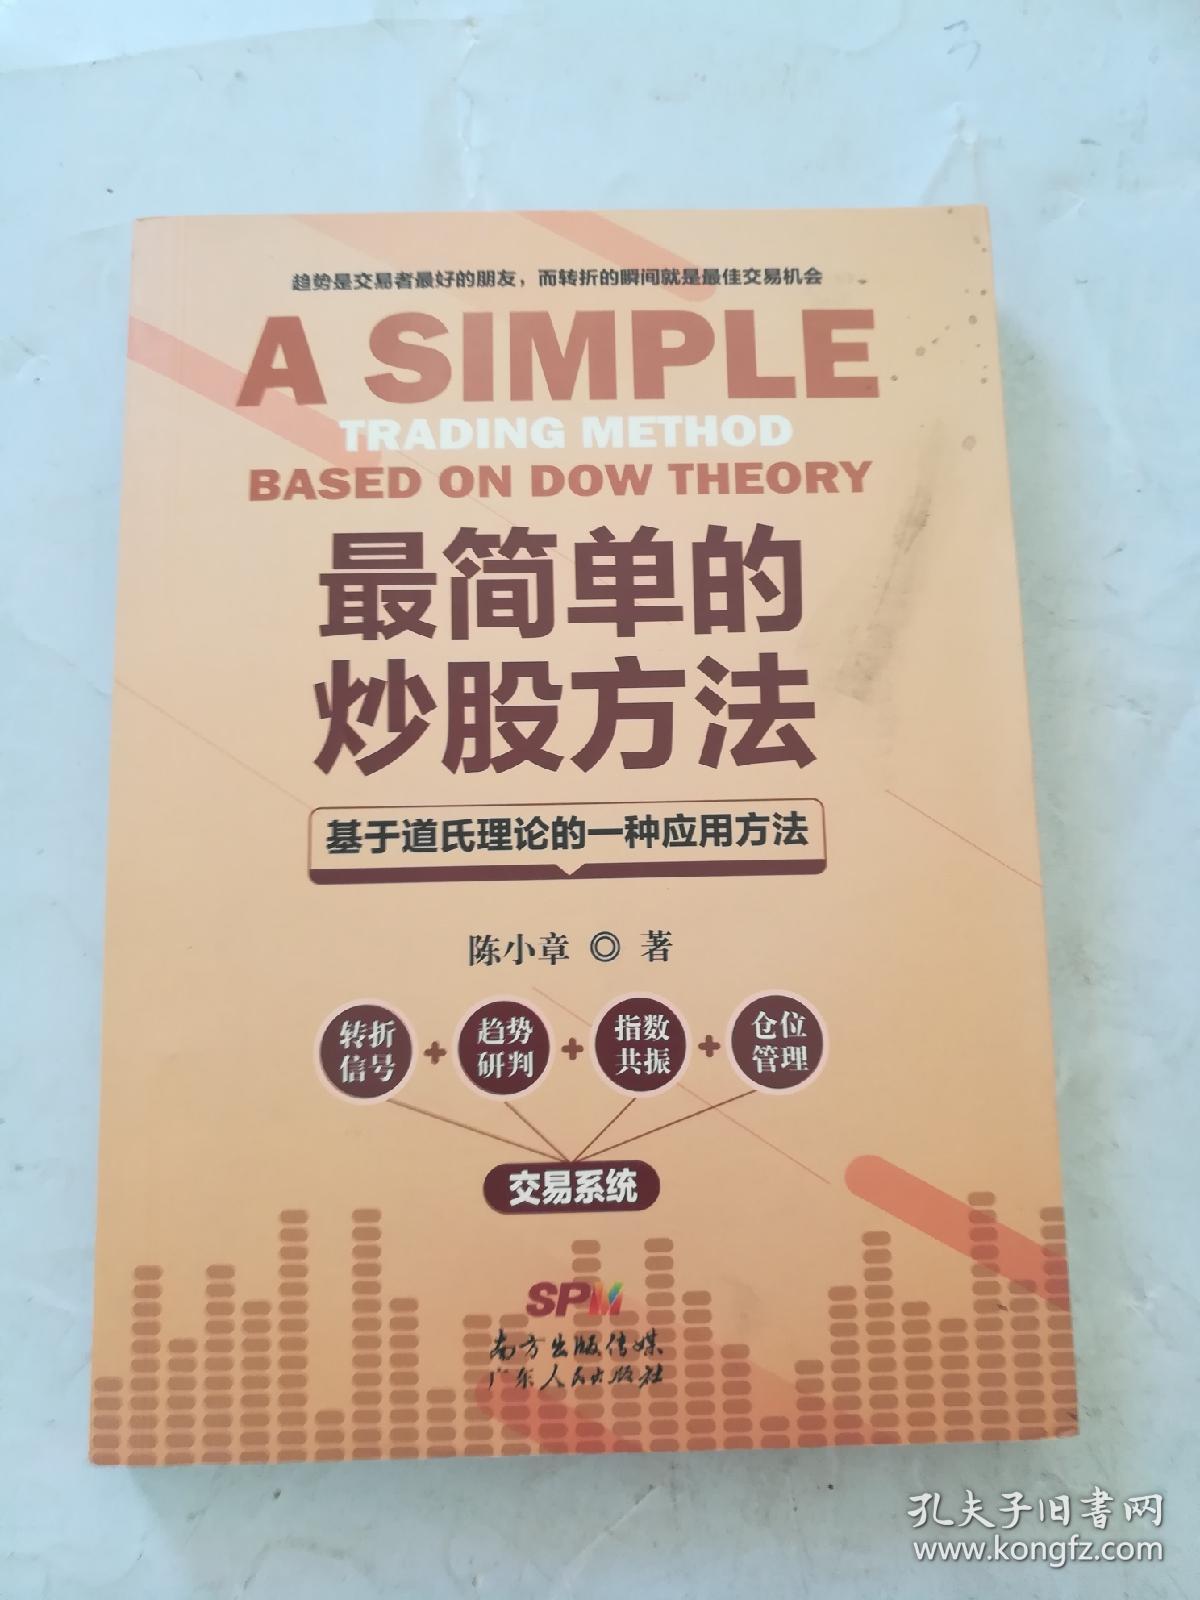 趋势是交易者最好的朋友，而转折的瞬间就是最佳交易机会
A SIMPLE
TRADING METHOD
BASED ON DOW THEORY
最简单的
炒股方法
基于道氏理论的一种应用方法
陈小章 ◎ 著
转折
信号
+
趋势
研判
+
指数
共振
+
仓位
管理
交易系统
SPM
南方出版传媒
广东人民出版社
孔夫子旧书网
www.kongfz.com